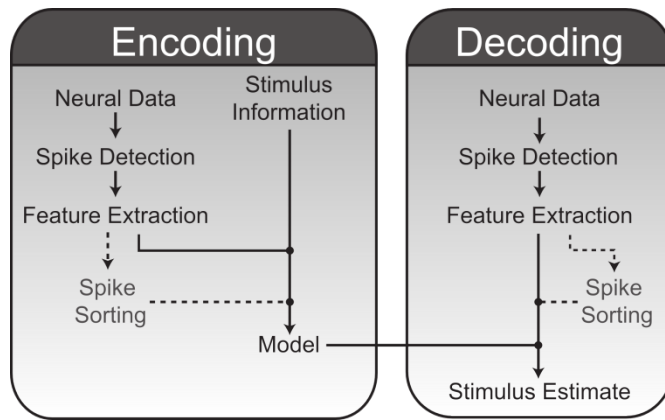 Encoding
Neural Data
Stimulus
Information
Spike Detection
Feature Extraction
Spike
Sorting
Model
Decoding
Neural Data
Spike Detection
Feature Extraction
Spike
Sorting
Stimulus Estimate